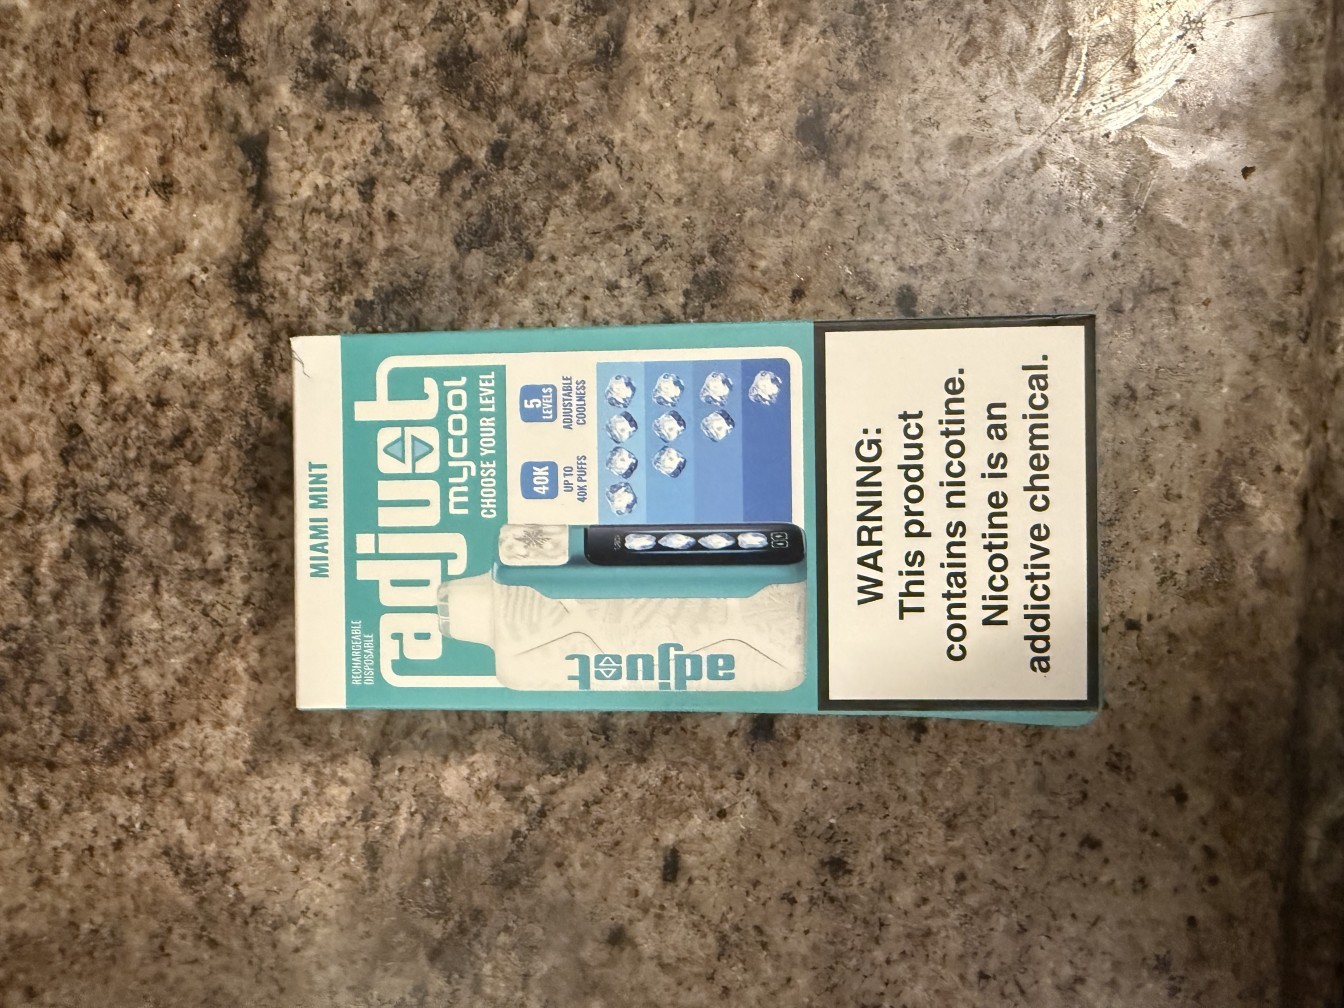 MIAMI MINT
RECHARGEABLE
DISPOSABLE
adjust
mycool
CHOOSE YOUR LEVEL
40K
UP TO
40K PUFFS
5
LEVELS
ADJUSTABLE
COOLNESS
adjust
WARNING:
This product
contains nicotine.
Nicotine is an
addictive chemical.